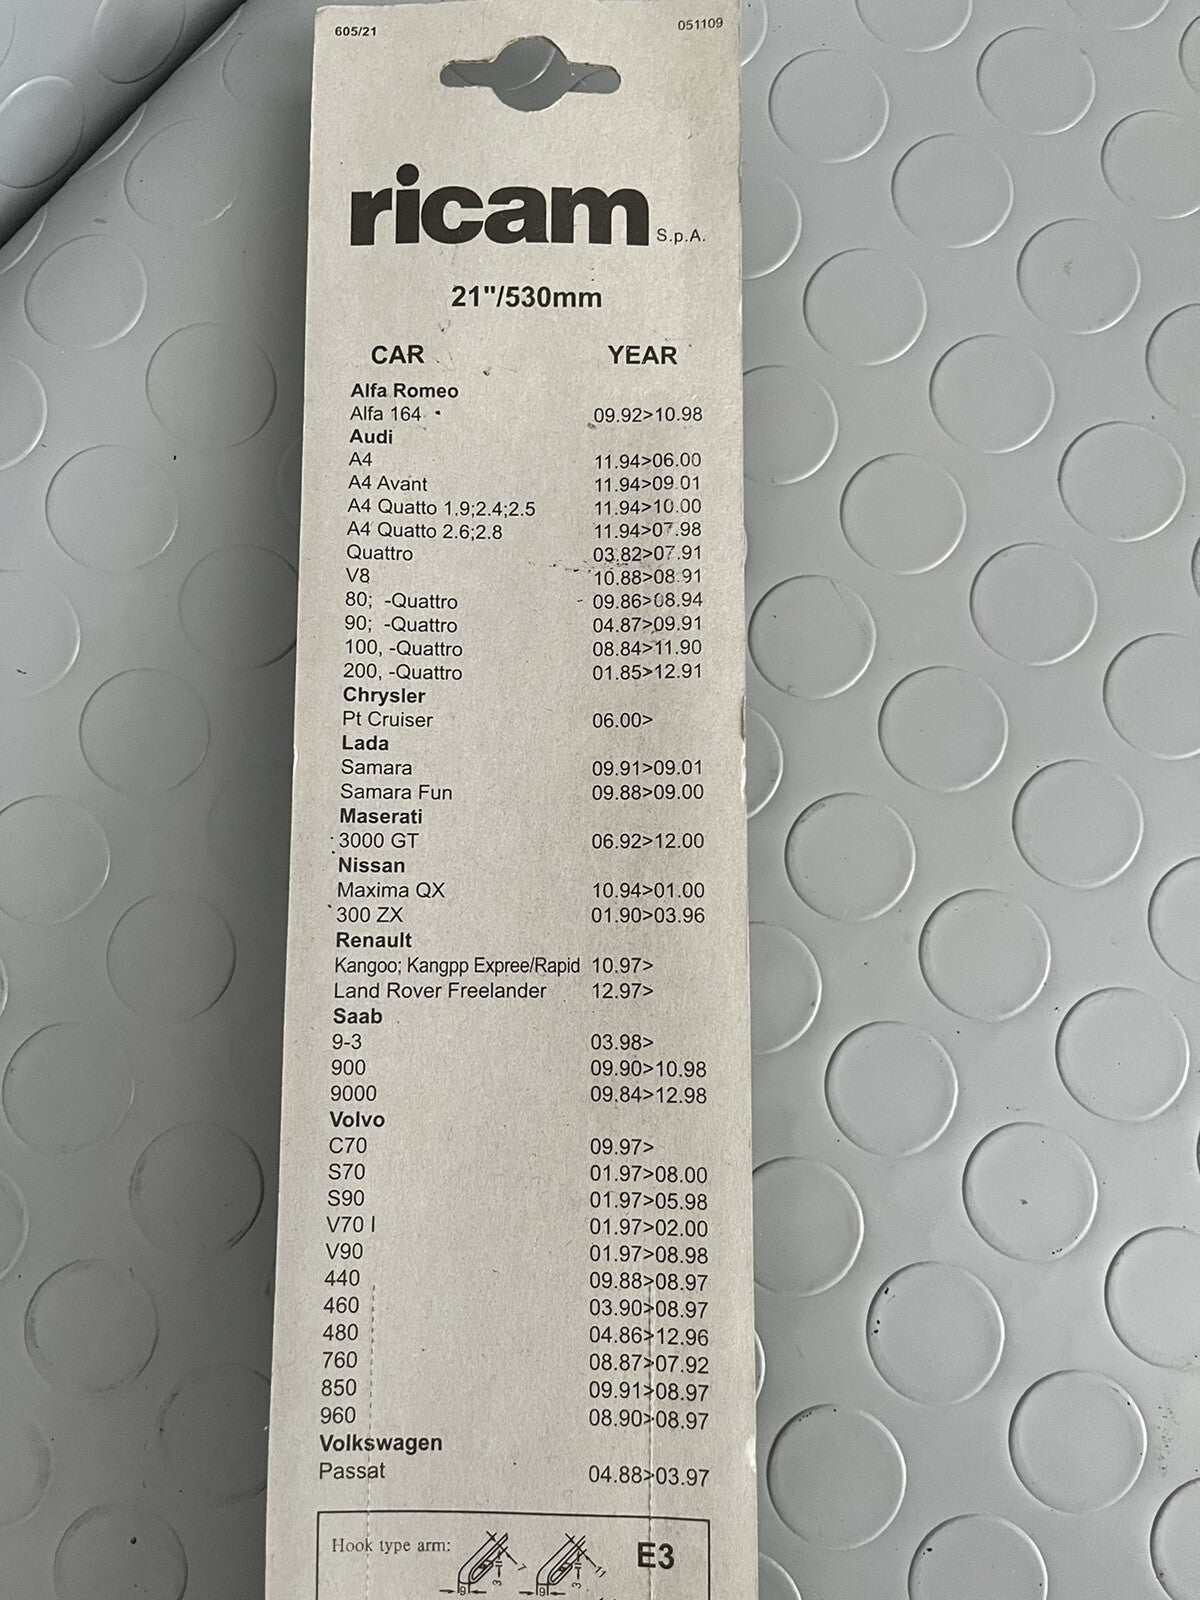 605/21 051109
ricam S.p.A.
21"/530mm
CAR YEAR
Alfa Romeo
Alfa 164 09.92>10.98
Audi
A4 11.94>06.00
A4 Avant 11.94>09.01
A4 Quatto 1.9;2.4;2.5 11.94>10.00
A4 Quatto 2.6;2.8 11.94>07.98
Quattro 03.82>07.91
V8 10.88>08.91
80; -Quattro 09.86>08.94
90; -Quattro 04.87>09.91
100, -Quattro 08.84>11.90
200, -Quattro 01.85>12.91
Chrysler
Pt Cruiser 06.00>
Lada
Samara 09.91>09.01
Samara Fun 09.88>09.00
Maserati
3000 GT 06.92>12.00
Nissan
Maxima QX 10.94>01.00
300 ZX 01.90>03.96
Renault
Kangoo; Kangpp Expree/Rapid 10.97>
Land Rover Freelander 12.97>
Saab
9-3 03.98>
900 09.90>10.98
9000 09.84>12.98
Volvo
C70 09.97>
S70 01.97>08.00
S90 01.97>05.98
V70 I 01.97>02.00
V90 01.97>08.98
440 09.88>08.97
460 03.90>08.97
480 04.86>12.96
760 08.87>07.92
850 09.91>08.97
960 08.90>08.97
Volkswagen
Passat 04.88>03.97
Hook type arm: 7 3 9 11 3 9 E3